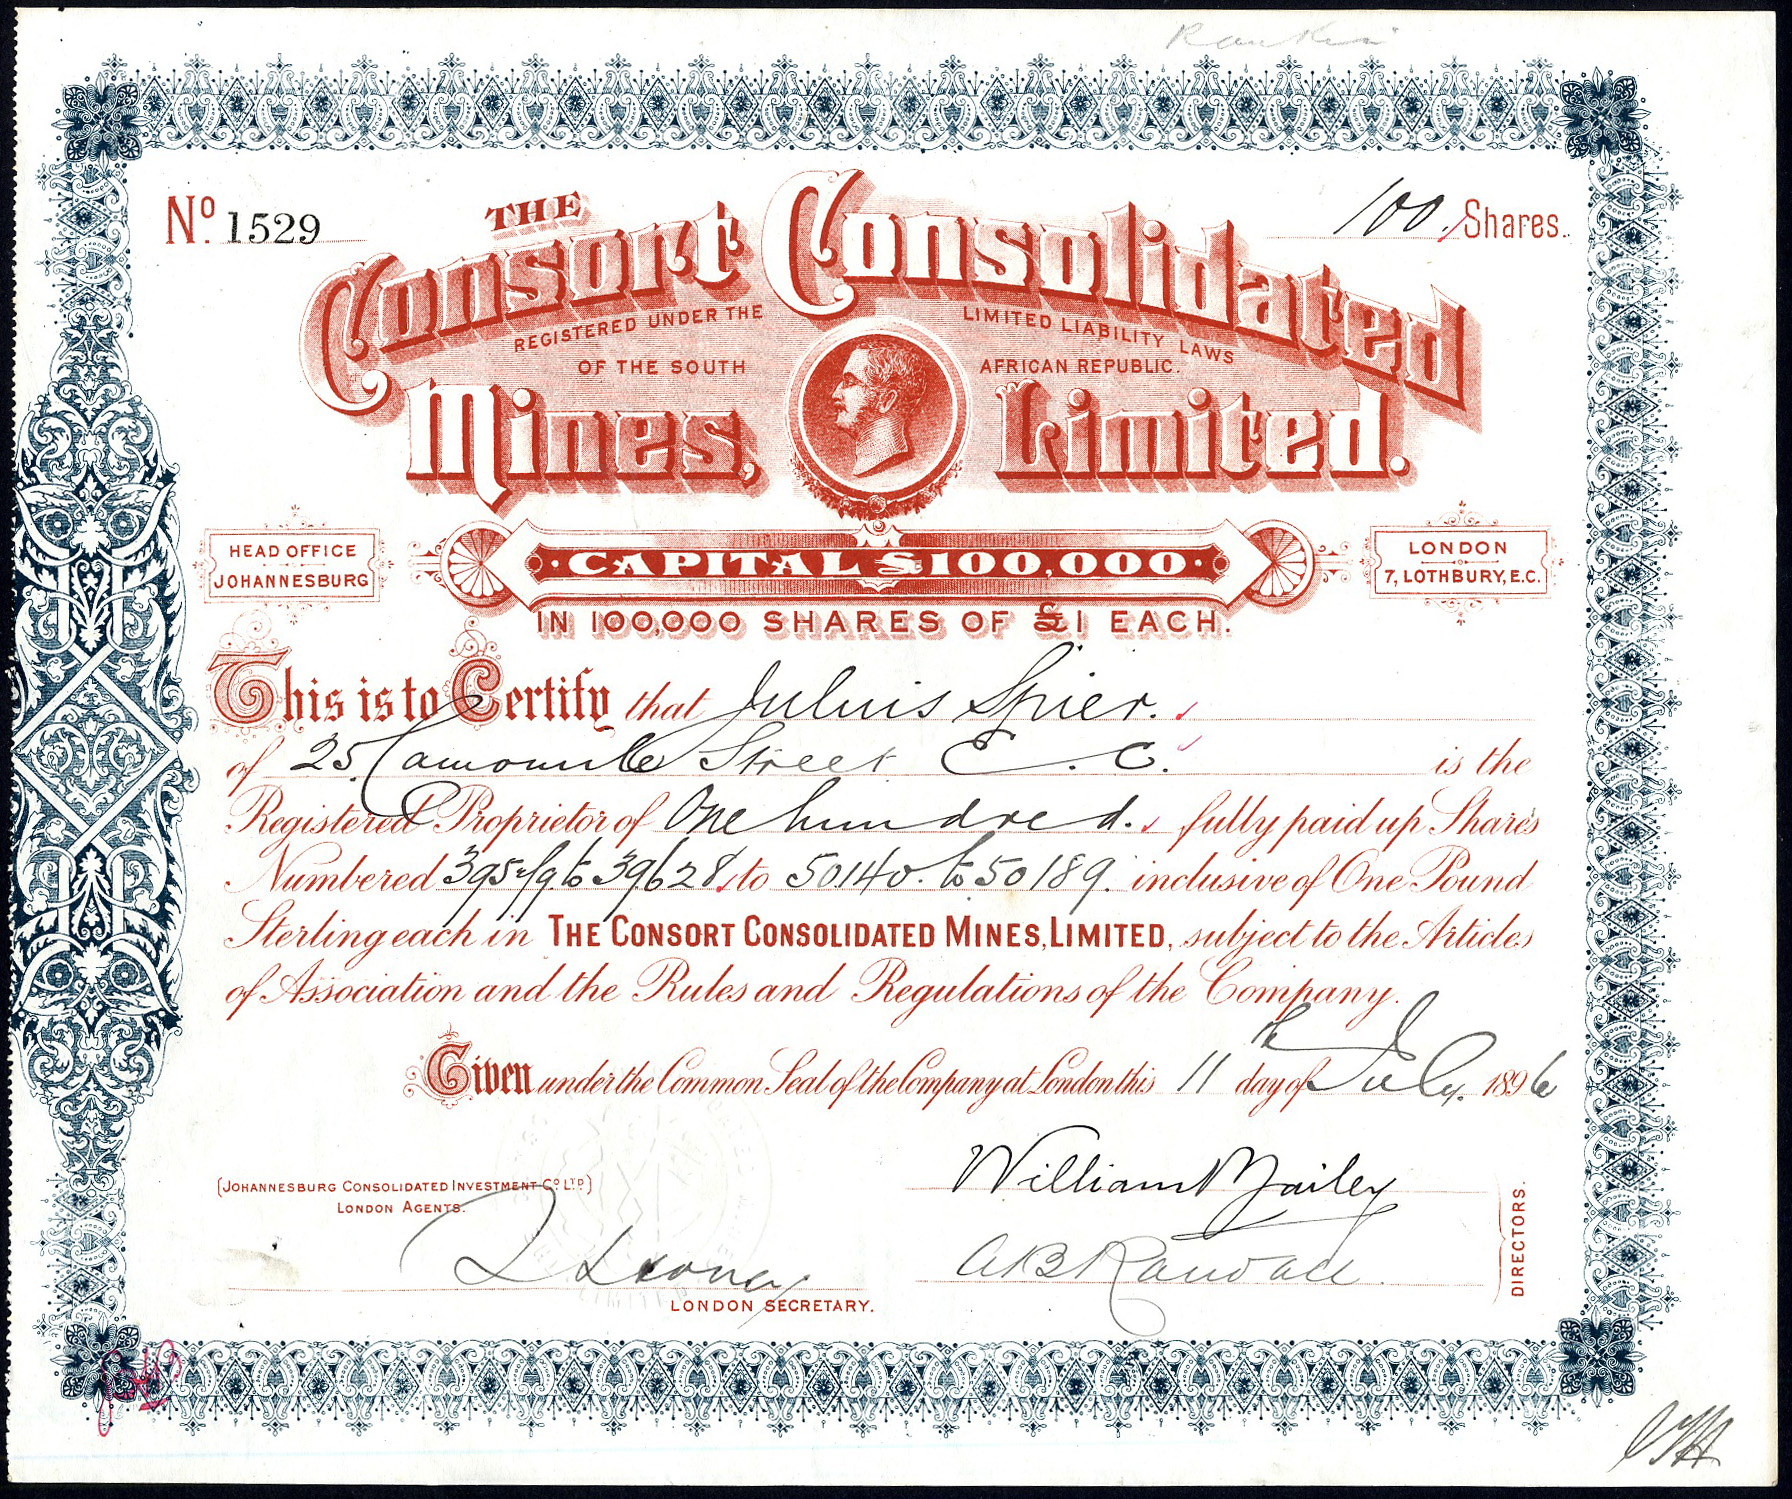 Nº. 1529
100 Shares.
THE
Consort Consolidated
REGISTERED UNDER THE LIMITED LIABILITY LAWS
OF THE SOUTH AFRICAN REPUBLIC.
Mines, Limited.
HEAD OFFICE
JOHANNESBURG
CAPITAL £100,000
LONDON
7, LOTHBURY, E.C.
IN 100,000 SHARES OF £1 EACH.
This is to Certify that Julius Spier.
of 25 Camomile Street E. C. is the
Registered Proprietor of One hundred. fully paid up Shares
Numbered to 39628, to 50140. to 50189. inclusive of One Pound
Sterling each in THE CONSORT CONSOLIDATED MINES, LIMITED, subject to the Articles
of Association and the Rules and Regulations of the Company.
Given under the Common Seal of the Company at London this 11th day of July. 1896
(JOHANNESBURG CONSOLIDATED INVESTMENT Cº LTD.)
LONDON AGENTS.
William Bailey
A B Randall
DIRECTORS.
LONDON SECRETARY.